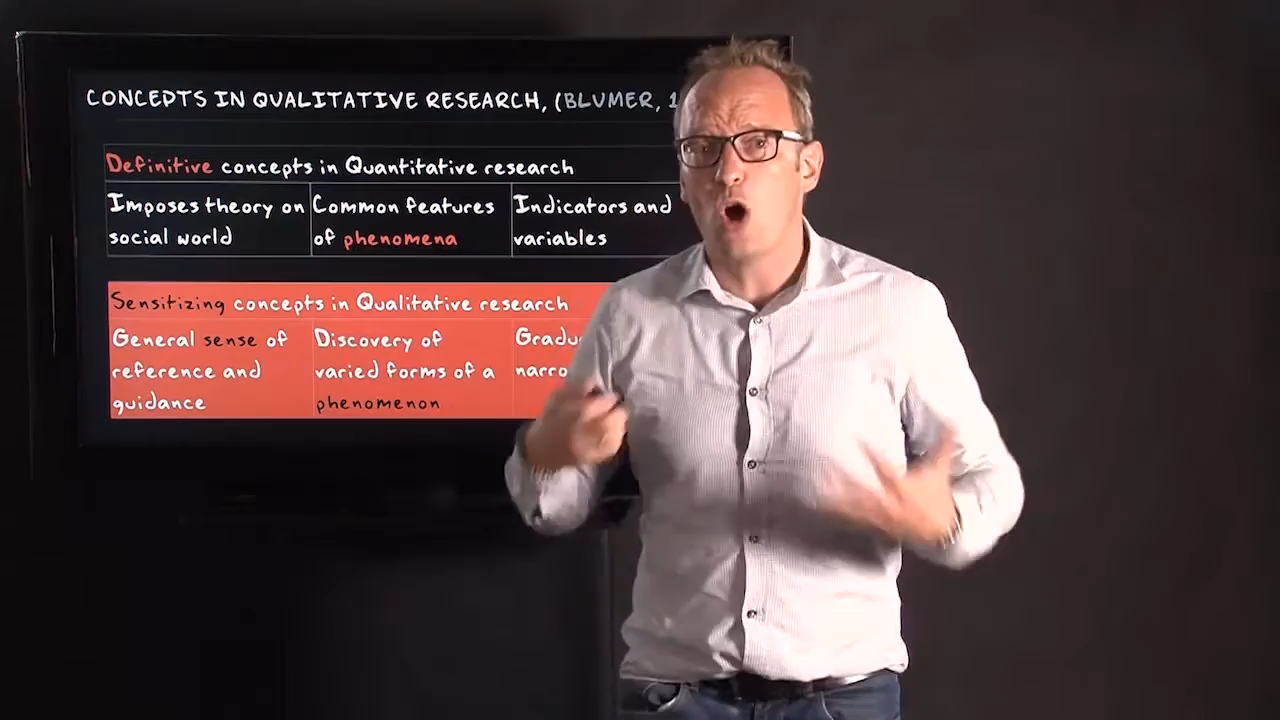 CONCEPTS IN QUALITATIVE RESEARCH, (BLUMER, 1
Definitive concepts in Quantitative research
Imposes theory on
social world
Common features
of phenomena
Indicators and
variables
Sensitizing concepts in Qualitative research
General sense of
reference and
guidance
Discovery of
varied forms of a
phenomenon